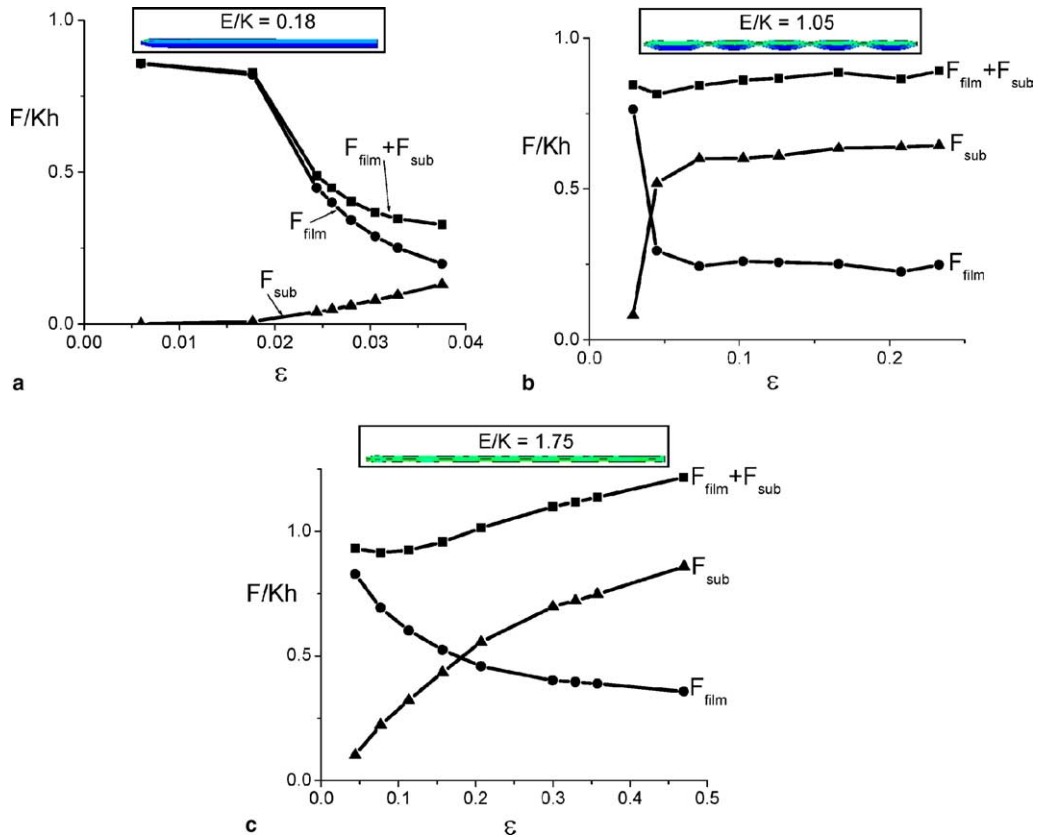 E/K = 0.18
1.0
F/Kh
0.5
0.0
F_film+F_sub
F_film
F_sub
0.00 0.01 0.02 0.03 0.04
ε
a
E/K = 1.05
1.0
F/Kh
0.5
0.0
F_film+F_sub
F_sub
F_film
0.0 0.1 0.2
ε
b
E/K = 1.75
1.0
F/Kh
0.5
0.0
F_film+F_sub
F_sub
F_film
0.0 0.1 0.2 0.3 0.4 0.5
ε
c